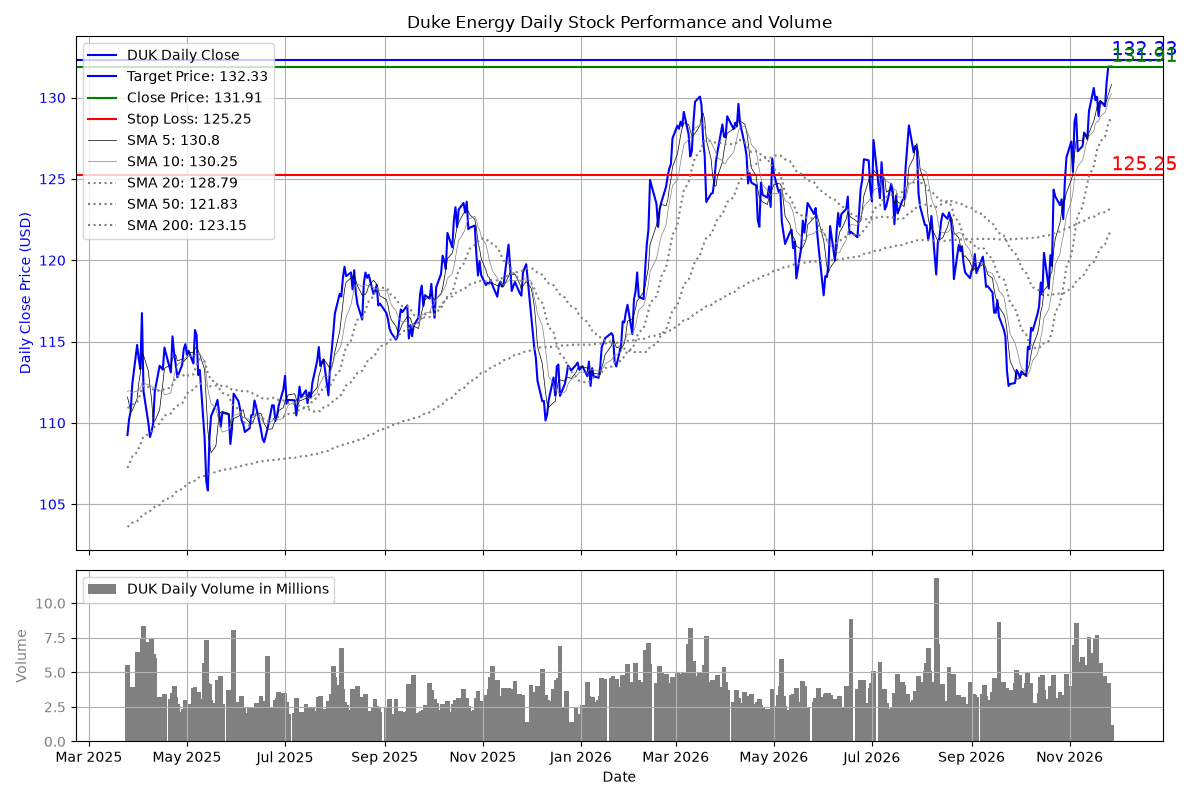 Duke Energy Daily Stock Performance and Volume
132.33
131.91
125.25
DUK Daily Close
Target Price: 132.33
Close Price: 131.91
Stop Loss: 125.25
SMA 5: 130.8
SMA 10: 130.25
SMA 20: 128.79
SMA 50: 121.83
SMA 200: 123.15
Daily Close Price (USD)
130
125
120
115
110
105
DUK Daily Volume in Millions
Volume
10.0
7.5
5.0
2.5
0.0
Mar 2025 May 2025 Jul 2025 Sep 2025 Nov 2025 Jan 2026 Mar 2026 May 2026 Jul 2026 Sep 2026 Nov 2026
Date